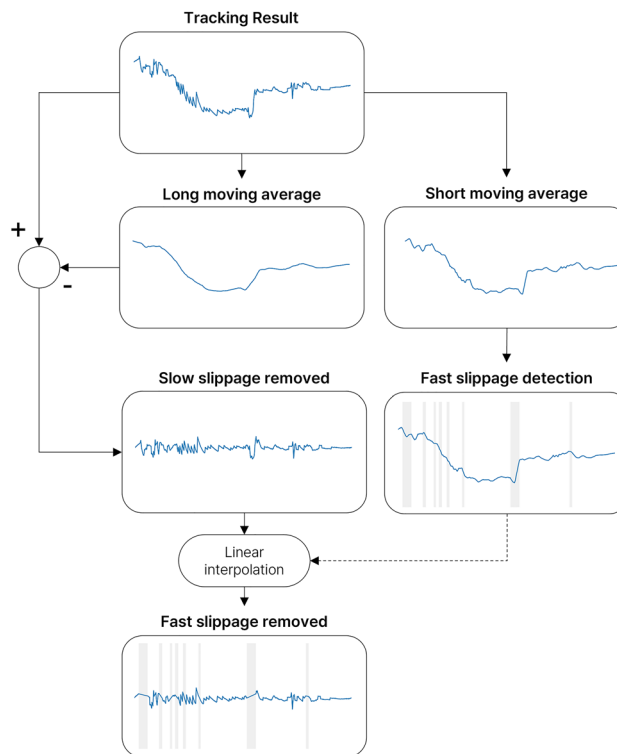 Tracking Result
Long moving average
Short moving average
+
-
Slow slippage removed
Fast slippage detection
Linear
interpolation
Fast slippage removed